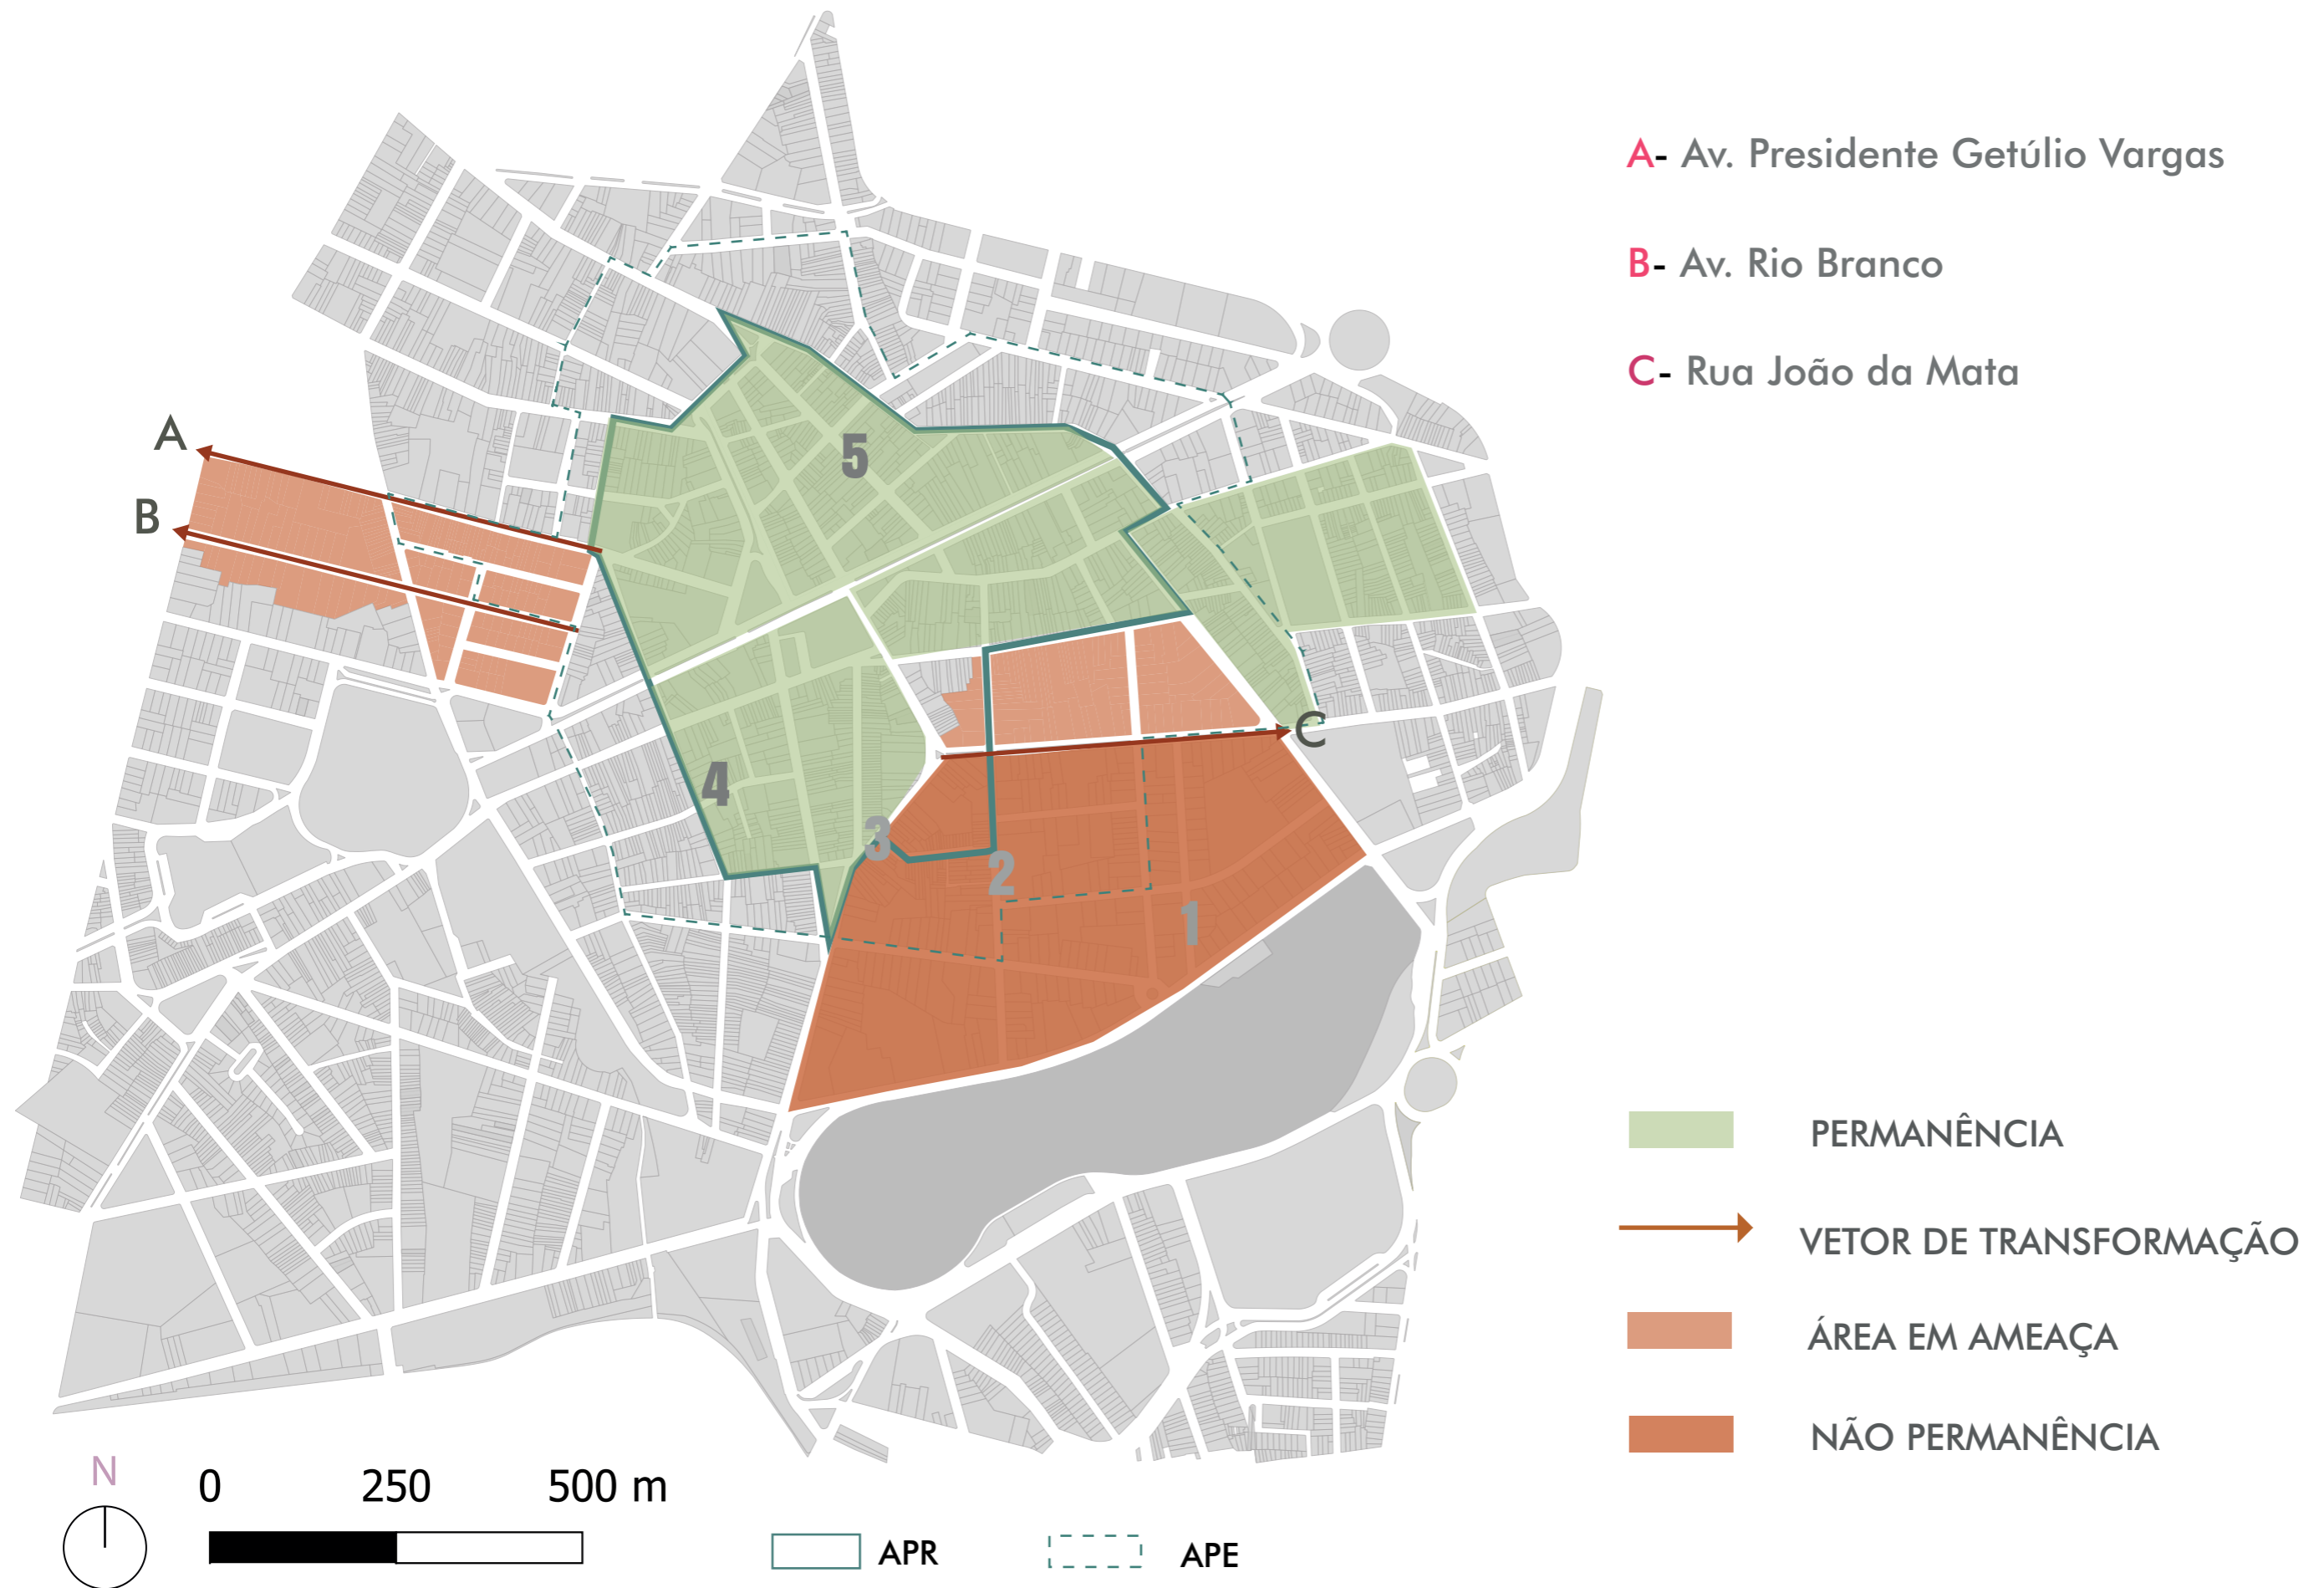 A- Av. Presidente Getúlio Vargas
B- Av. Rio Branco
C- Rua João da Mata
A
B
5
C
4
3
2
1
PERMANÊNCIA
VETOR DE TRANSFORMAÇÃO
ÁREA EM AMEAÇA
NÃO PERMANÊNCIA
N
0 250 500 m
APR
APE